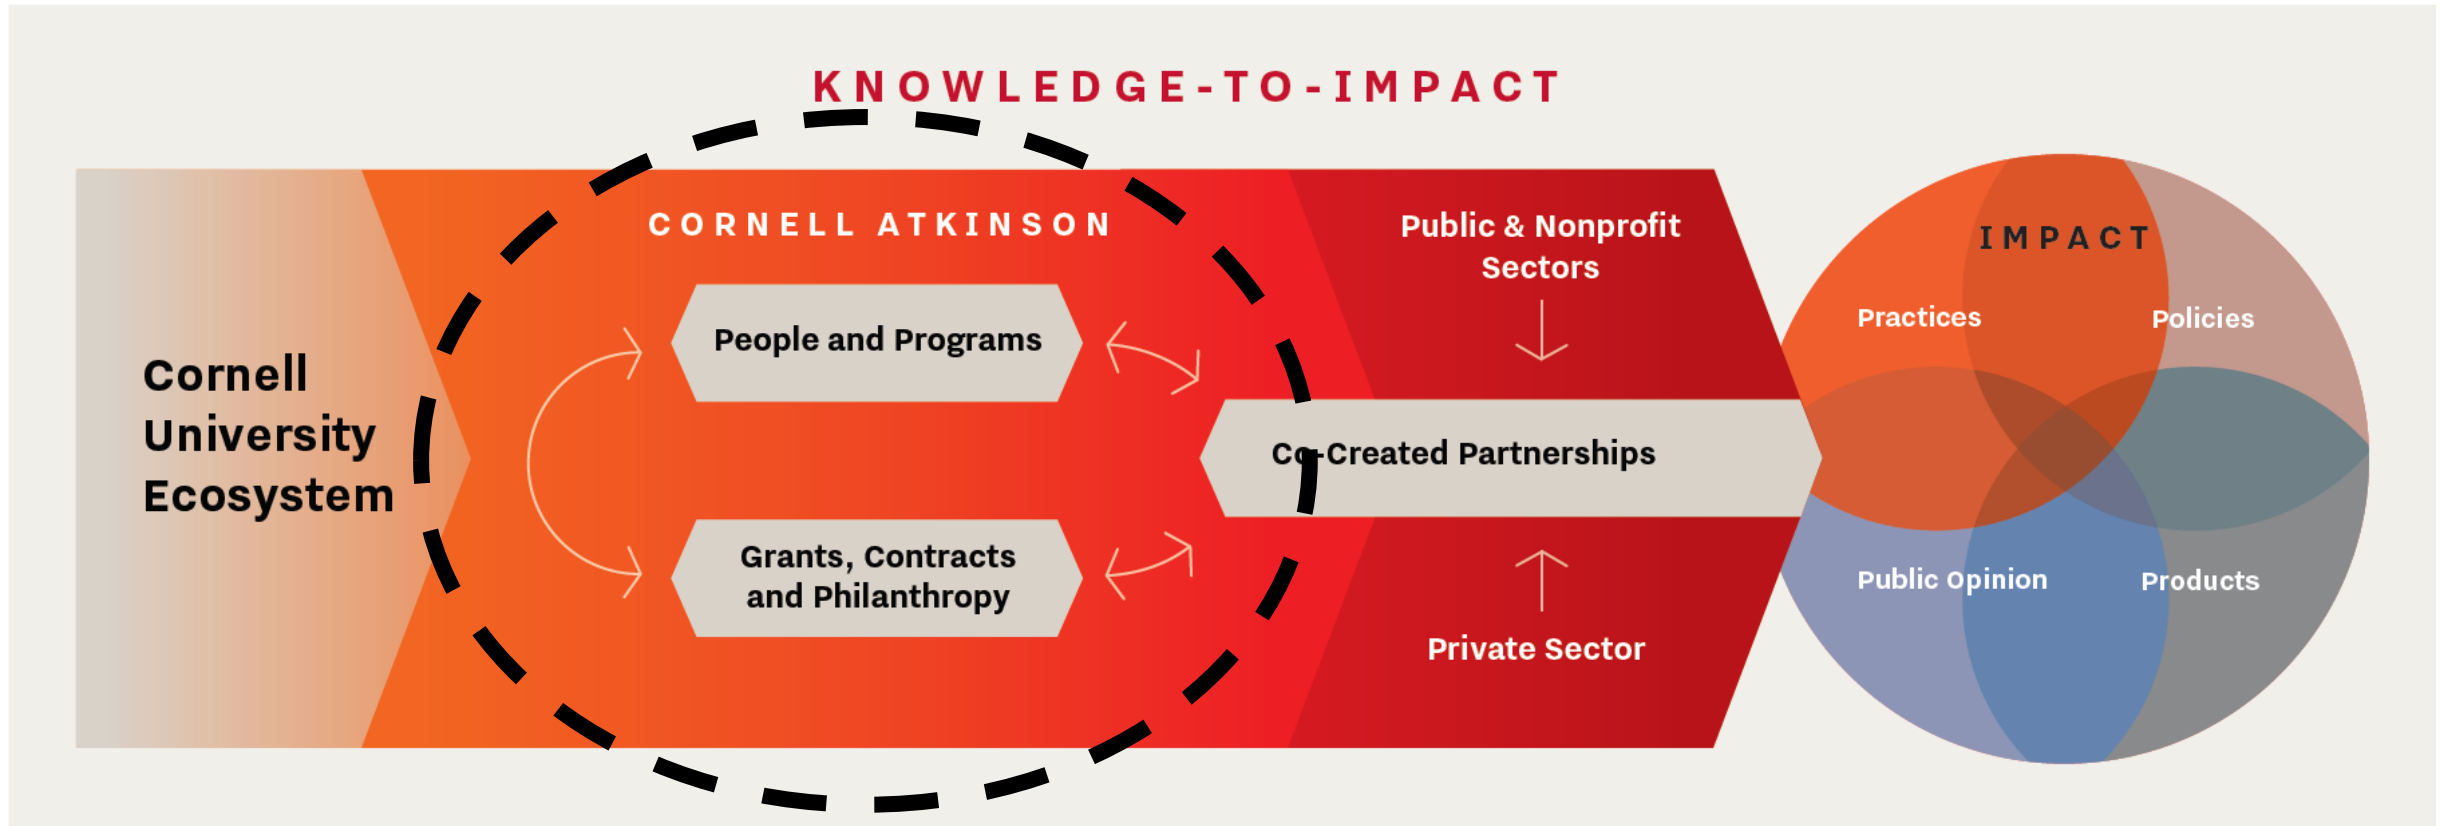 KNOWLEDGE-TO-IMPACT
Cornell
University
Ecosystem
CORNELL ATKINSON
People and Programs
Grants, Contracts
and Philanthropy
Public & Nonprofit
Sectors
Co-Created Partnerships
Private Sector
IMPACT
Practices
Policies
Public Opinion
Products